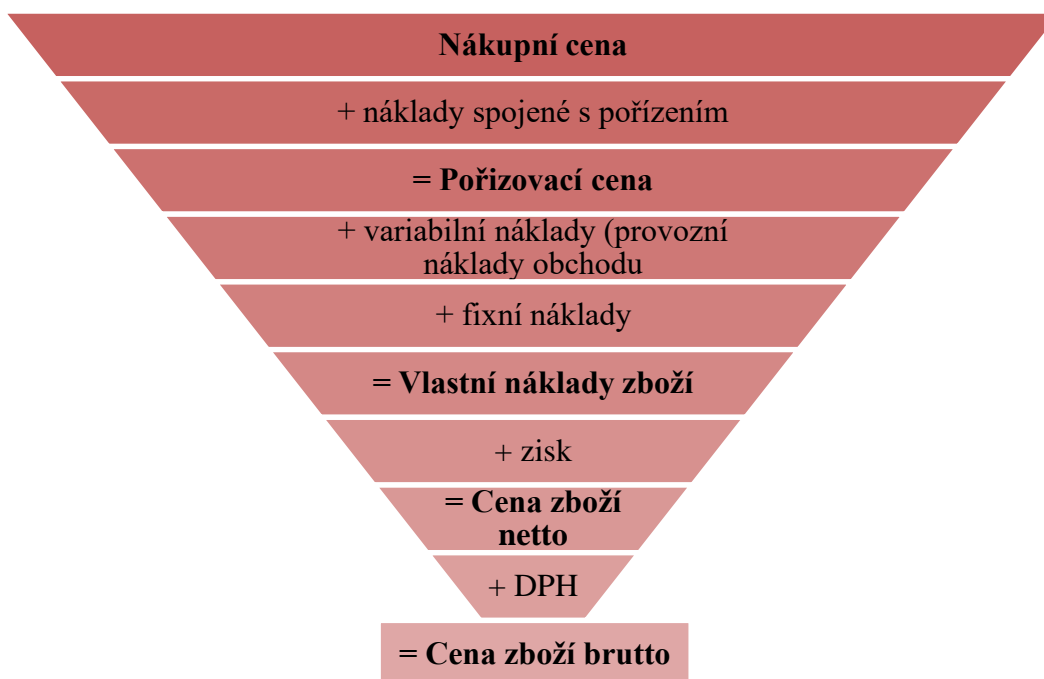 Nákupní cena
+ náklady spojené s pořízením
= Pořizovací cena
+ variabilní náklady (provozní
náklady obchodu
+ fixní náklady
= Vlastní náklady zboží
+ zisk
= Cena zboží
netto
+ DPH
= Cena zboží brutto